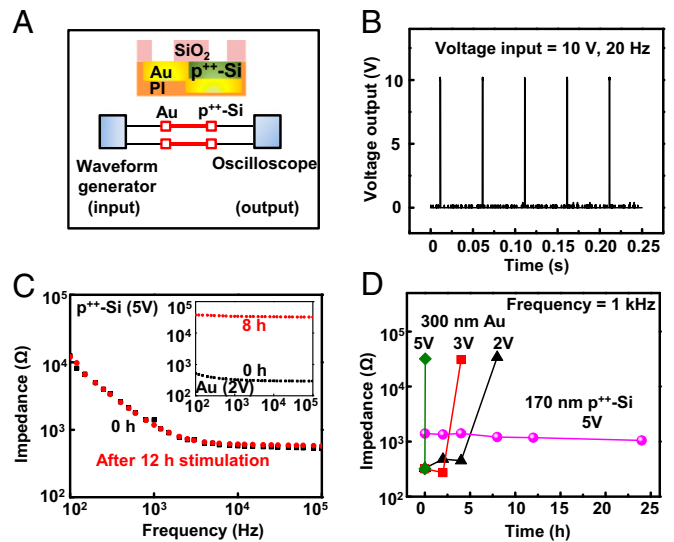 A
SiO2
Au p++-Si
PI
Au p++-Si
Waveform generator (input)
Oscilloscope
(output)
B
Voltage input = 10 V, 20 Hz
Voltage output (V)
10
5
0
0 0.05 0.10 0.15 0.20 0.25
Time (s)
C
p++-Si (5V)
Impedance (Ω)
10^5
10^4
10^3
10^2
10^2 10^3 10^4 10^5
Frequency (Hz)
0 h
After 12 h stimulation
10^5
10^4
10^3
10^2
8 h
0 h
Au (2V)
10^2 10^3 10^4 10^5
D
Frequency = 1 kHz
Impedance (Ω)
10^5
10^4
10^3
10^2
300 nm Au
5V 3V 2V
170 nm p++-Si
5V
0 5 10 15 20 25
Time (h)